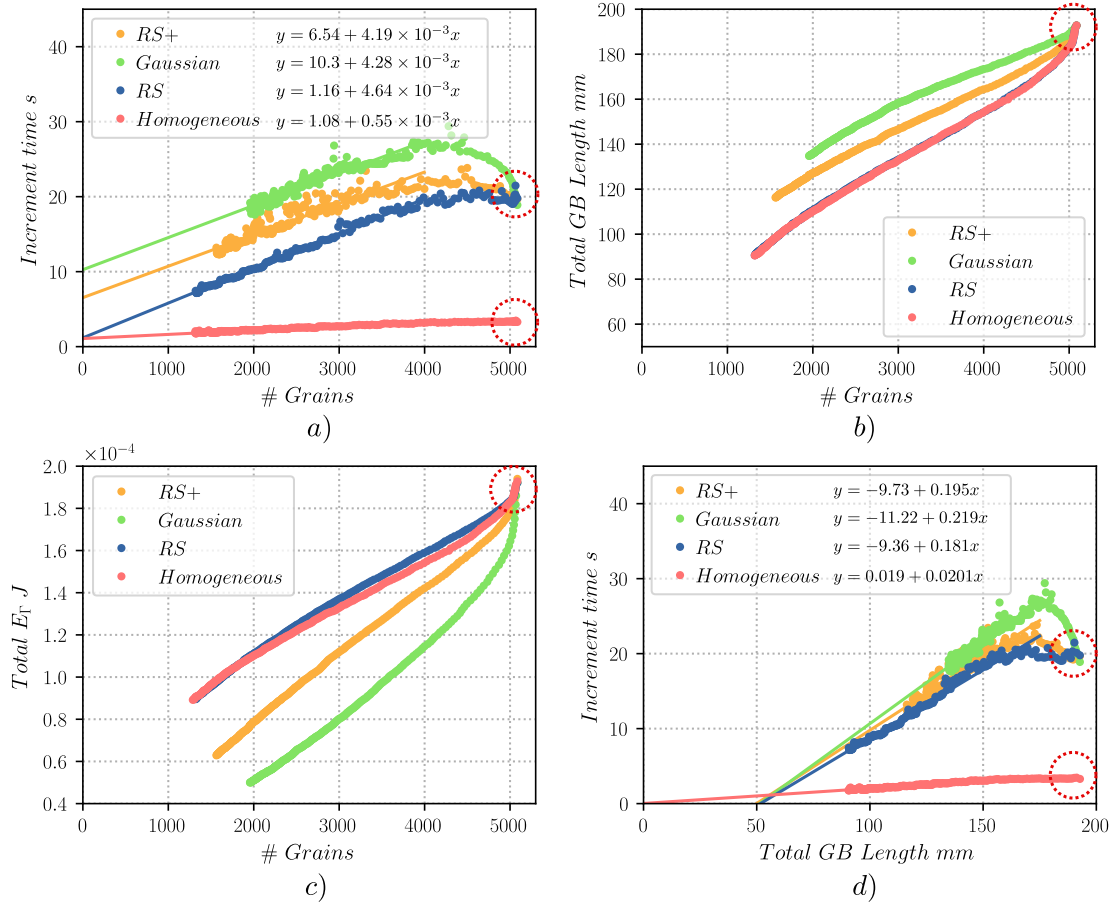 Increment time s
40
30
20
10
0
0 1000 2000 3000 4000 5000
# Grains
RS+ y = 6.54 + 4.19 × 10⁻³x
Gaussian y = 10.3 + 4.28 × 10⁻³x
RS y = 1.16 + 4.64 × 10⁻³x
Homogeneous y = 1.08 + 0.55 × 10⁻³x
a)
Total GB Length mm
200
180
160
140
120
100
80
60
0 1000 2000 3000 4000 5000
# Grains
RS+
Gaussian
RS
Homogeneous
b)
×10⁻⁴
Total E_Γ J
2.0
1.8
1.6
1.4
1.2
1.0
0.8
0.6
0.4
0 1000 2000 3000 4000 5000
# Grains
RS+
Gaussian
RS
Homogeneous
c)
Increment time s
40
30
20
10
0
0 50 100 150 200
Total GB Length mm
RS+ y = −9.73 + 0.195x
Gaussian y = −11.22 + 0.219x
RS y = −9.36 + 0.181x
Homogeneous y = 0.019 + 0.0201x
d)